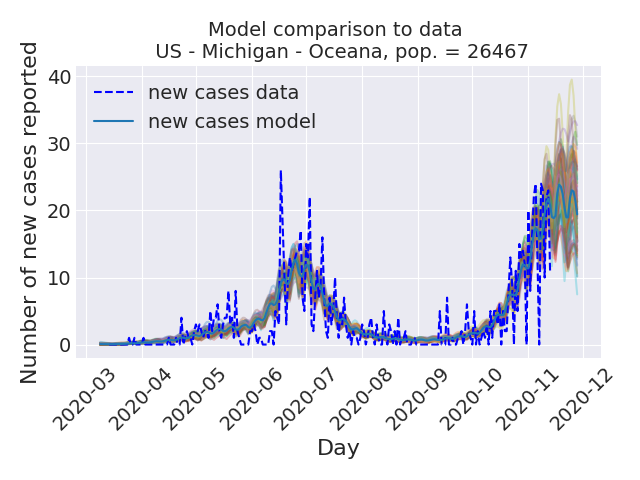 Model comparison to data
US - Michigan - Oceana, pop. = 26467
Number of new cases reported
40
30
20
10
0
new cases data
new cases model
2020-03
2020-04
2020-05
2020-06
2020-07
2020-08
2020-09
2020-10
2020-11
2020-12
Day